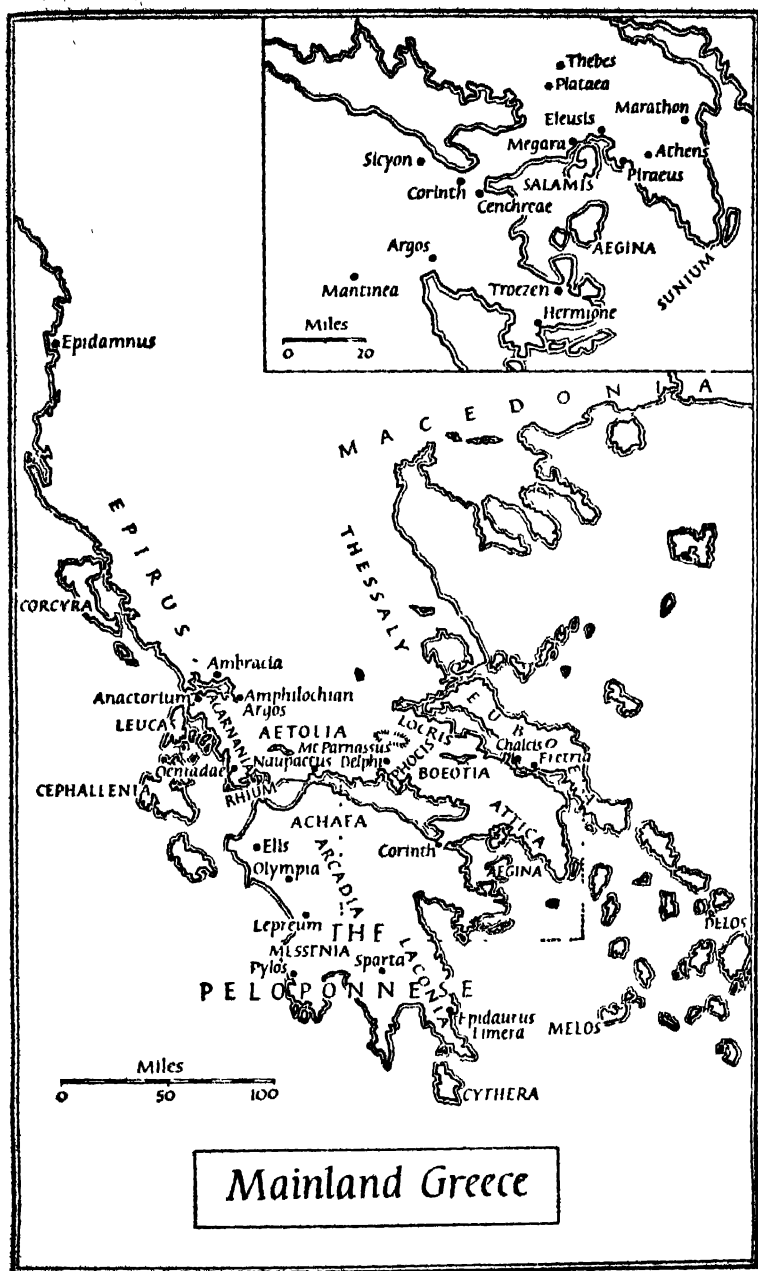 Thebes
Plataea
Marathon
Eleusis
Megara
Athens
Sicyon
SALAMIS
Piraeus
Corinth
Cenchreae
Argos
AEGINA
Mantinea
Troezen
SUNIUM
Hermione
Miles
0 20
Epidamnus
MACEDONIA
EPIRUS
THESSALY
CORCYRA
Ambracia
Anactorium
Amphilochian
Argos
LEUCAS
ACARNANIA
AETOLIA
LOCRIS
EUBO
Mt Parnassus
PHOCIS
Chalcis
Oeniadae
Naupactus
Delphi
BOEOTIA
Eretria
CEPHALLENI
RHIUM
ATTICA
ACHAEA
Elis
ARCADIA
Corinth
Olympia
AEGINA
Lepreum
THE
DELOS
MESSENIA
LACONIA
Pylos
Sparta
PELOPONNESE
Epidaurus
Limera
MELOS
Miles
0 50 100
CYTHERA
Mainland Greece